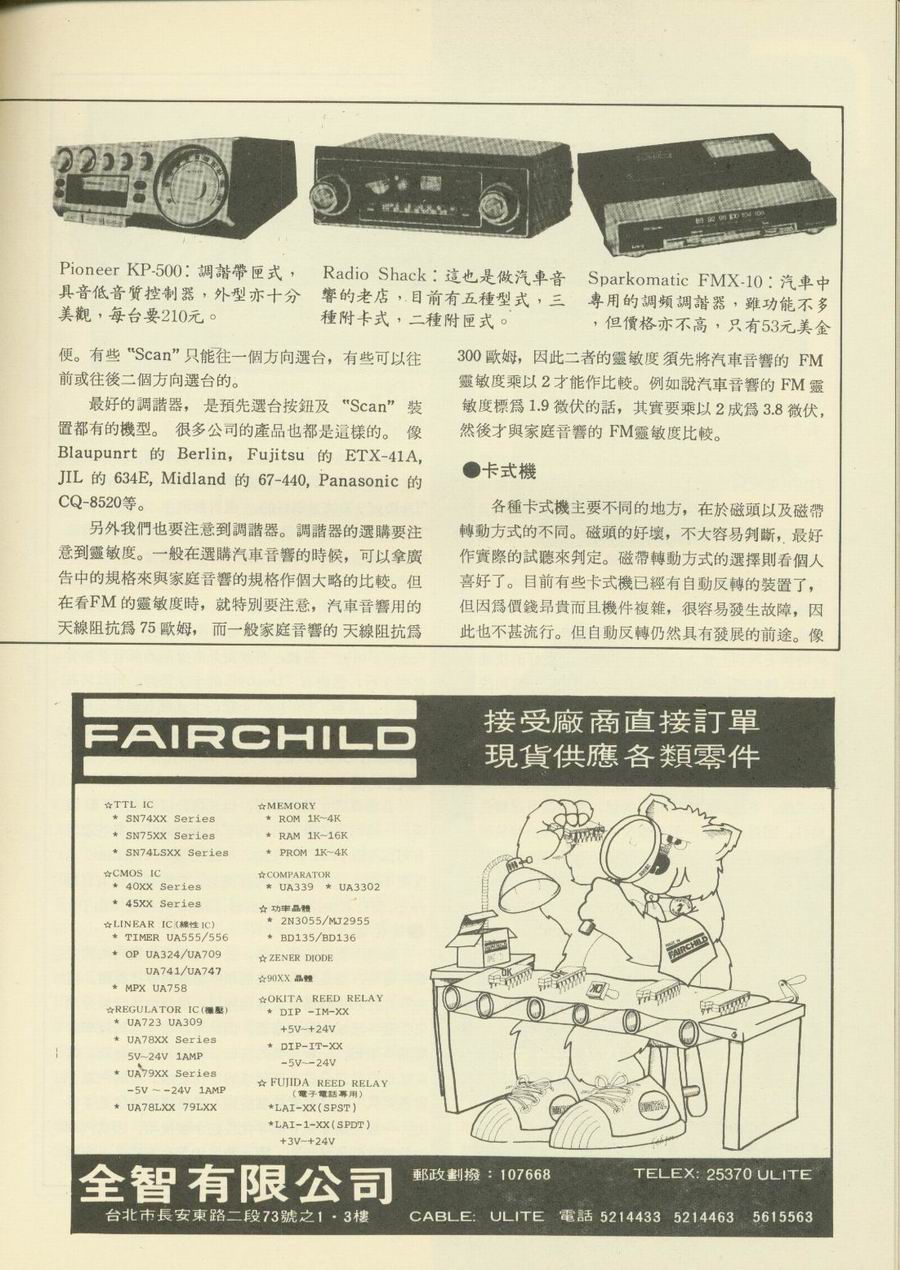 Pioneer KP-500：調諧帶匣式，
具音低音質控制器，外型亦十分
美觀，每台要210元。
Radio Shack：這也是做汽車音
響的老店，目前有五種型式，三
種附卡式，二種附匣式。
Sparkomatic FMX-10：汽車中
專用的調頻調諧器，雖功能不多
，但價格亦不高，只有53元美金
便。有些 “Scan” 只能往一個方向選台，有些可以往
前或往後二個方向選台的。
最好的調諧器，是預先選台按鈕及 “Scan” 裝
置都有的機型。很多公司的產品也都是這樣的。像
Blaupunrt 的 Berlin, Fujitsu 的 ETX-41A,
JIL 的 634E, Midland 的 67-440, Panasonic 的
CQ-8520等。
另外我們也要注意到調諧器。調諧器的選購要注
意到靈敏度。一般在選購汽車音響的時候，可以拿廣
告中的規格來與家庭音響的規格作個大略的比較。但
在看FM 的靈敏度時，就特別要注意，汽車音響用的
天線阻抗爲 75 歐姆，而一般家庭音響的天線阻抗爲
300 歐姆，因此二者的靈敏度須先將汽車音響的 FM
靈敏度乘以 2 才能作比較。例如說汽車音響的 FM 靈
敏度標爲 1.9 微伏的話，其實要乘以 2 成爲 3.8 微伏，
然後才與家庭音響的 FM靈敏度比較。
●卡式機
各種卡式機主要不同的地方，在於磁頭以及磁帶
轉動方式的不同。磁頭的好壞，不大容易判斷，最好
作實際的試聽來判定。磁帶轉動方式的選擇則看個人
喜好了。目前有些卡式機已經有自動反轉的裝置了，
但因爲價錢昂貴而且機件複雜，很容易發生故障，因
此也不甚流行。但自動反轉仍然具有發展的前途。像
FAIRCHILD
接受廠商直接訂單
現貨供應各類零件
☆TTL IC
* SN74XX Series
* SN75XX Series
* SN74LSXX Series
☆CMOS IC
* 40XX Series
* 45XX Series
☆LINEAR IC(線性IC)
* TIMER UA555/556
* OP UA324/UA709
UA741/UA747
* MPX UA758
☆REGULATOR IC(穩壓)
* UA723 UA309
* UA78XX Series
5V~24V 1AMP
* UA79XX Series
-5V ~ -24V 1AMP
* UA78LXX 79LXX
☆MEMORY
* ROM 1K~4K
* RAM 1K~16K
* PROM 1K~4K
☆COMPARATOR
* UA339 * UA3302
☆ 功率晶體
* 2N3055/MJ2955
* BD135/BD136
☆ ZENER DIODE
☆90XX 晶體
☆OKITA REED RELAY
* DIP -IM-XX
+5V~+24V
* DIP-IT-XX
-5V~-24V
☆ FUJIDA REED RELAY
(電子電話專用)
*LAI-XX(SPST)
*LAI-1-XX(SPDT)
+3V~+24V
FAIRCHILD
OK
全智有限公司
台北市長安東路二段73號之1・3樓
郵政劃撥：107668
TELEX: 25370 ULITE
CABLE: ULITE 電話 5214433 5214463 5615563